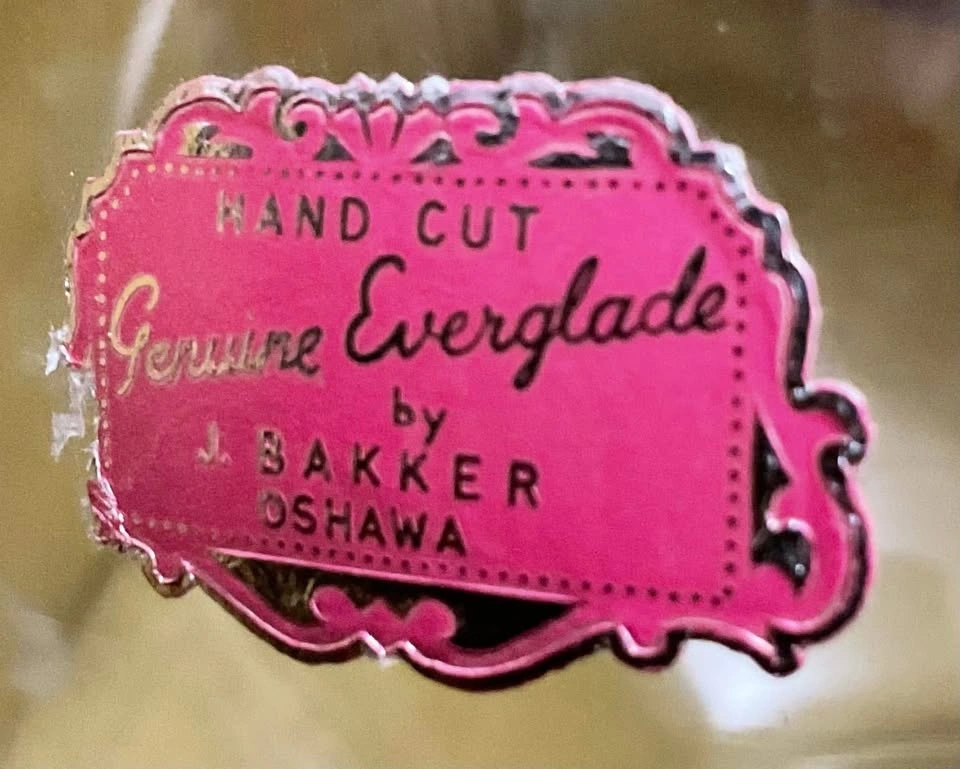 HAND CUT
Genuine Everglade
by
J. BAKKER
OSHAWA